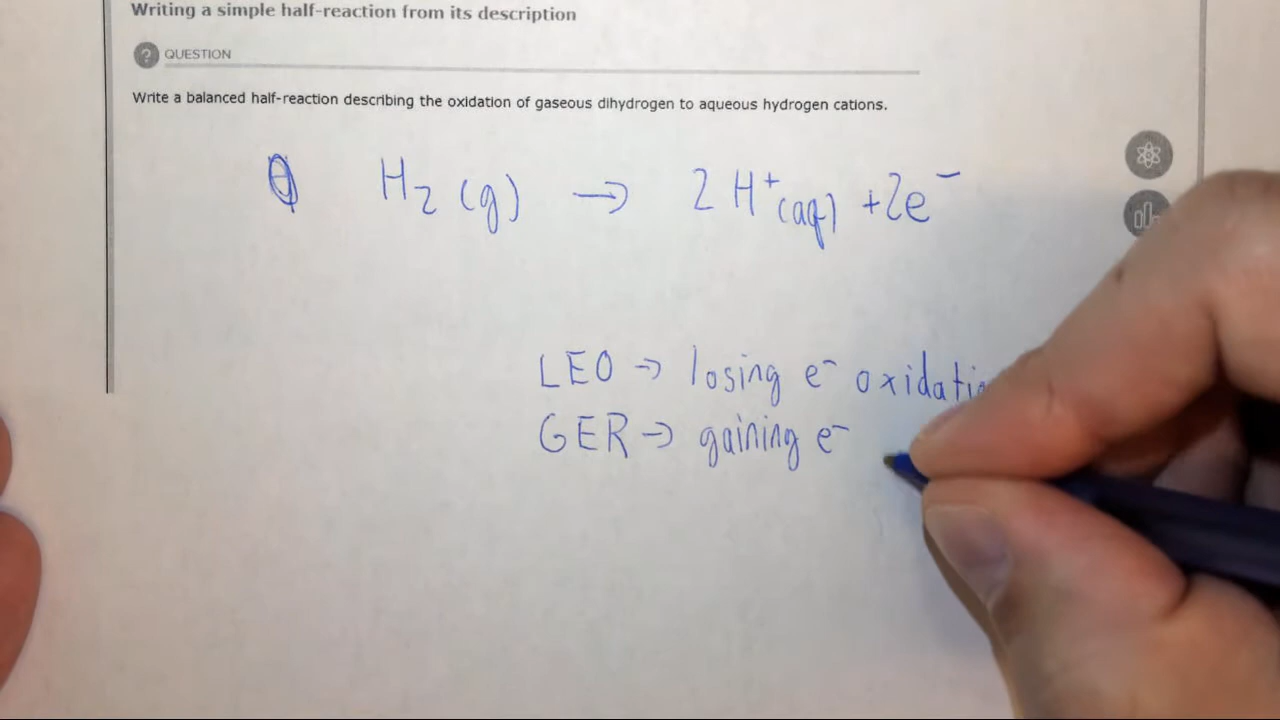 Writing a simple half-reaction from its description
? QUESTION
Write a balanced half-reaction describing the oxidation of gaseous dihydrogen to aqueous hydrogen cations.
H₂ (g) → 2 H⁺(aq) + 2e⁻
LEO → losing e⁻
GER → gaining e⁻